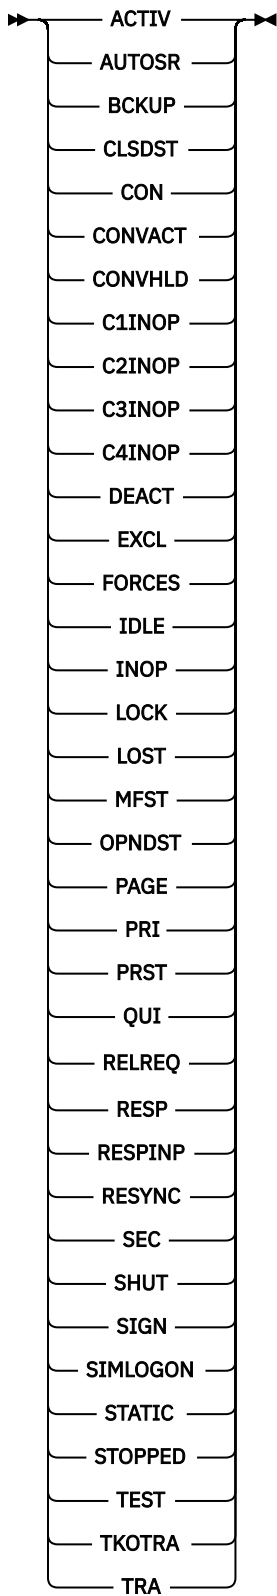 ACTIV
AUTOSR
BCKUP
CLSDST
CON
CONVACT
CONVHLD
C1INOP
C2INOP
C3INOP
C4INOP
DEACT
EXCL
FORCES
IDLE
INOP
LOCK
LOST
MFST
OPNDST
PAGE
PRI
PRST
QUI
RELREQ
RESP
RESPINP
RESYNC
SEC
SHUT
SIGN
SIMLOGON
STATIC
STOPPED
TEST
TKOTRA
TRA